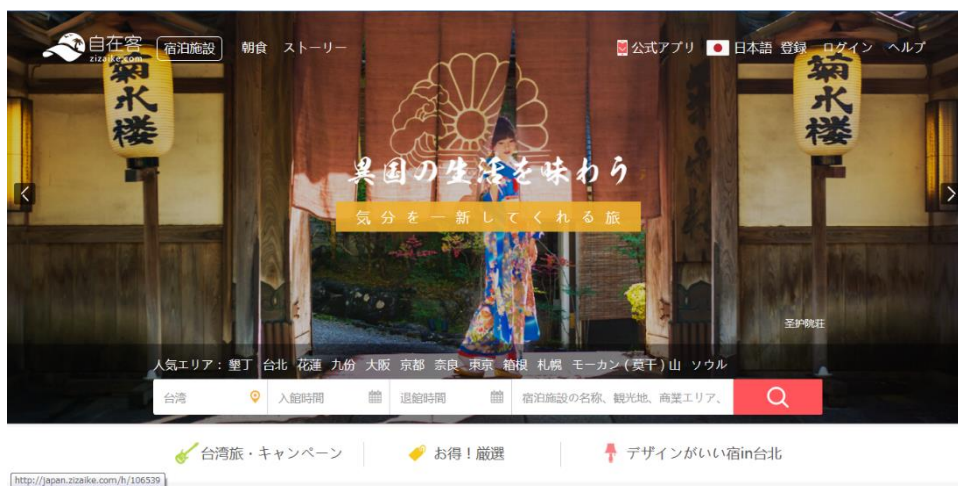 自在客
zizaike.com
宿泊施設 朝食 ストーリー 公式アプリ 日本語 登録 ログイン ヘルプ
菊水楼
菊水楼
異国の生活を味わう
気分を一新してくれる旅
圣护院荘
人気エリア： 墾丁 台北 花蓮 九份 大阪 京都 奈良 東京 箱根 札幌 モーカン(莫干)山 ソウル
台湾 入館時間 退館時間 宿泊施設の名称、観光地、商業エリア、
台湾旅・キャンペーン お得！厳選 デザインがいい宿in台北
http://japan.zizaike.com/h/106539